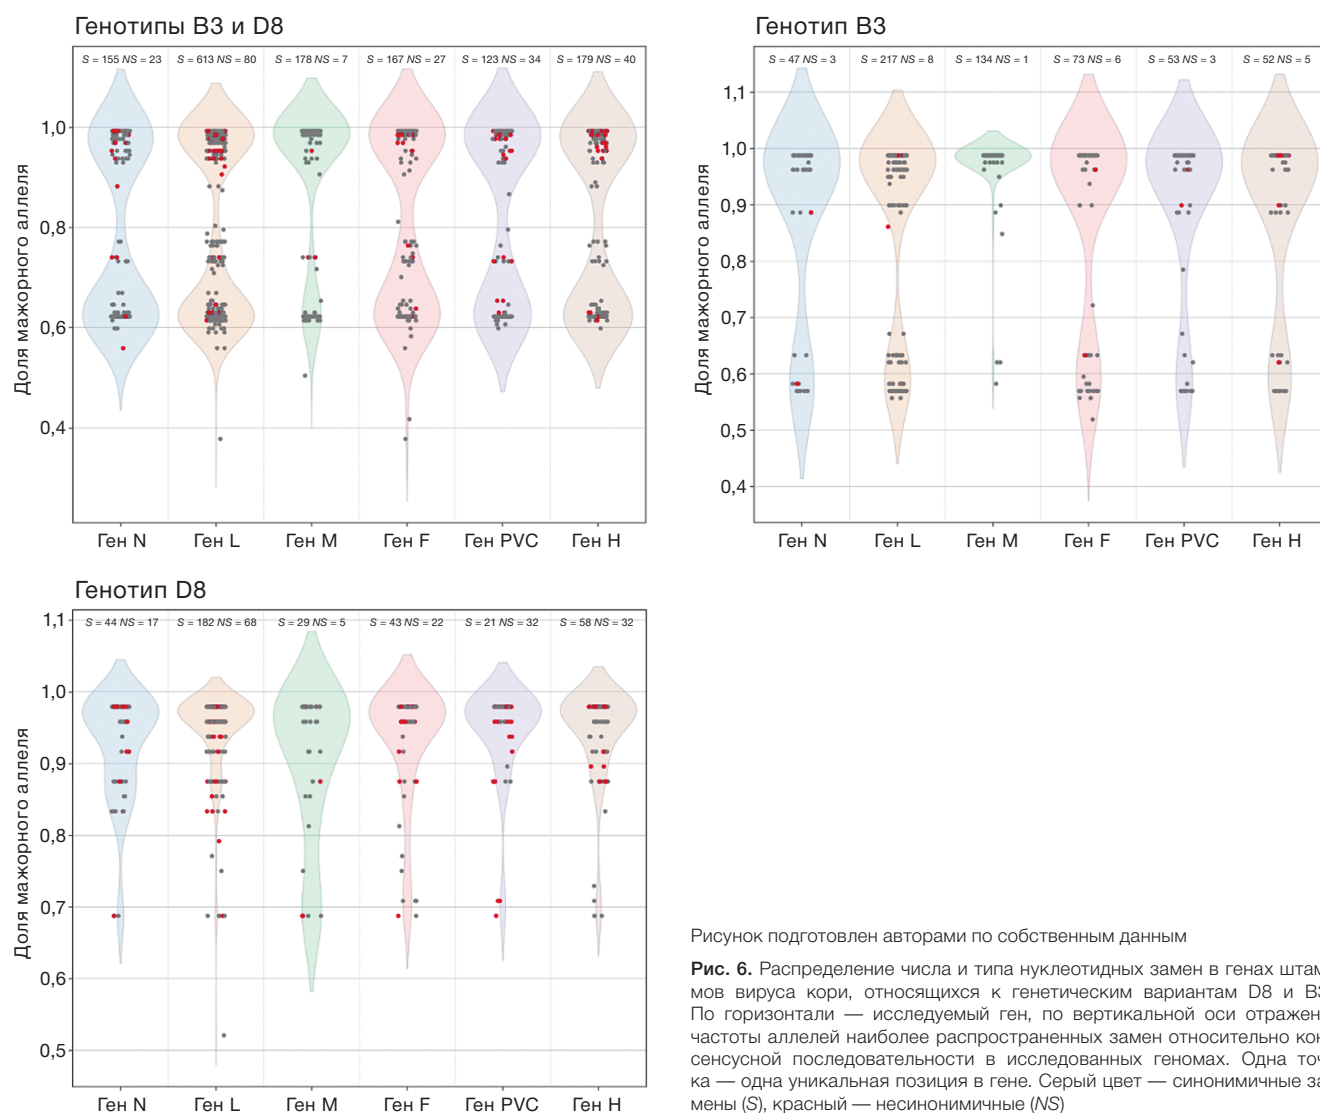 Генотипы B3 и D8
S = 155 NS = 23 S = 613 NS = 80 S = 178 NS = 7 S = 167 NS = 27 S = 123 NS = 34 S = 179 NS = 40
Доля мажорного аллеля
1,0
0,8
0,6
0,4
Ген N Ген L Ген M Ген F Ген PVC Ген H
Генотип B3
S = 47 NS = 3 S = 217 NS = 8 S = 134 NS = 1 S = 73 NS = 6 S = 53 NS = 3 S = 52 NS = 5
Доля мажорного аллеля
1,1
1,0
0,9
0,8
0,7
0,6
0,5
0,4
Ген N Ген L Ген M Ген F Ген PVC Ген H
Генотип D8
S = 44 NS = 17 S = 182 NS = 68 S = 29 NS = 5 S = 43 NS = 22 S = 21 NS = 32 S = 58 NS = 32
Доля мажорного аллеля
1,1
1,0
0,9
0,8
0,7
0,6
0,5
Ген N Ген L Ген M Ген F Ген PVC Ген H
Рисунок подготовлен авторами по собственным данным
Рис. 6. Распределение числа и типа нуклеотидных замен в генах штам
мов вируса кори, относящихся к генетическим вариантам D8 и B3
По горизонтали — исследуемый ген, по вертикальной оси отражен
частоты аллелей наиболее распространенных замен относительно кон
сенсусной последовательности в исследованных геномах. Одна точ
ка — одна уникальная позиция в гене. Серый цвет — синонимичные за
мены (S), красный — несинонимичные (NS)